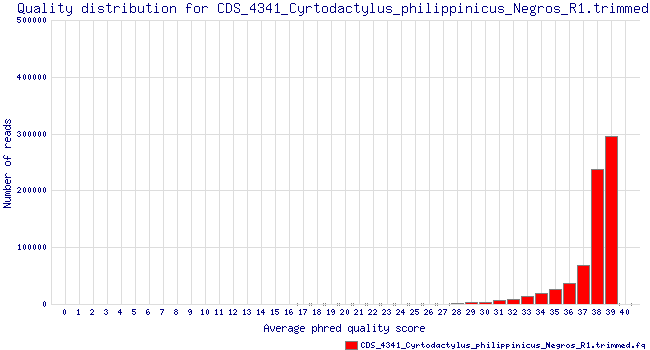 Quality distribution for CDS_4341_Cyrtodactylus_philippinicus_Negros_R1.trimmed
500000
400000
300000
200000
100000
0
Number of reads
0 1 2 3 4 5 6 7 8 9 10 11 12 13 14 15 16 17 18 19 20 21 22 23 24 25 26 27 28 29 30 31 32 33 34 35 36 37 38 39 40
Average phred quality score
CDS_4341_Cyrtodactylus_philippinicus_Negros_R1.trimmed.fq